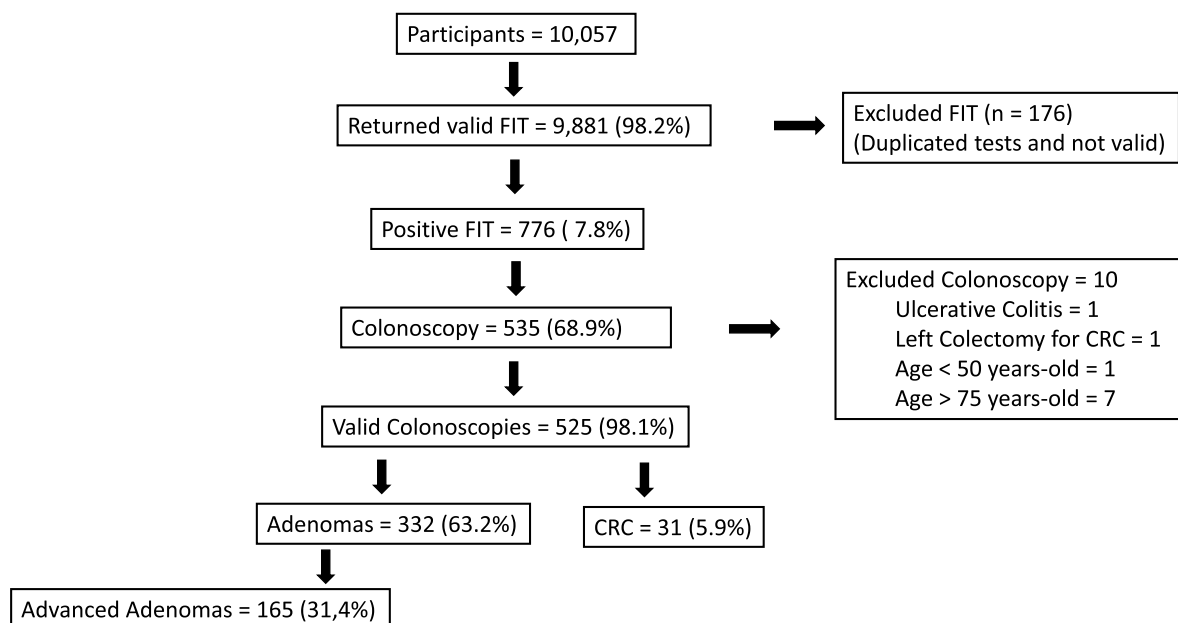 Participants = 10,057
Returned valid FIT = 9,881 (98.2%)
Excluded FIT (n = 176)
(Duplicated tests and not valid)
Positive FIT = 776 ( 7.8%)
Colonoscopy = 535 (68.9%)
Excluded Colonoscopy = 10
Ulcerative Colitis = 1
Left Colectomy for CRC = 1
Age < 50 years-old = 1
Age > 75 years-old = 7
Valid Colonoscopies = 525 (98.1%)
Adenomas = 332 (63.2%)
CRC = 31 (5.9%)
Advanced Adenomas = 165 (31,4%)